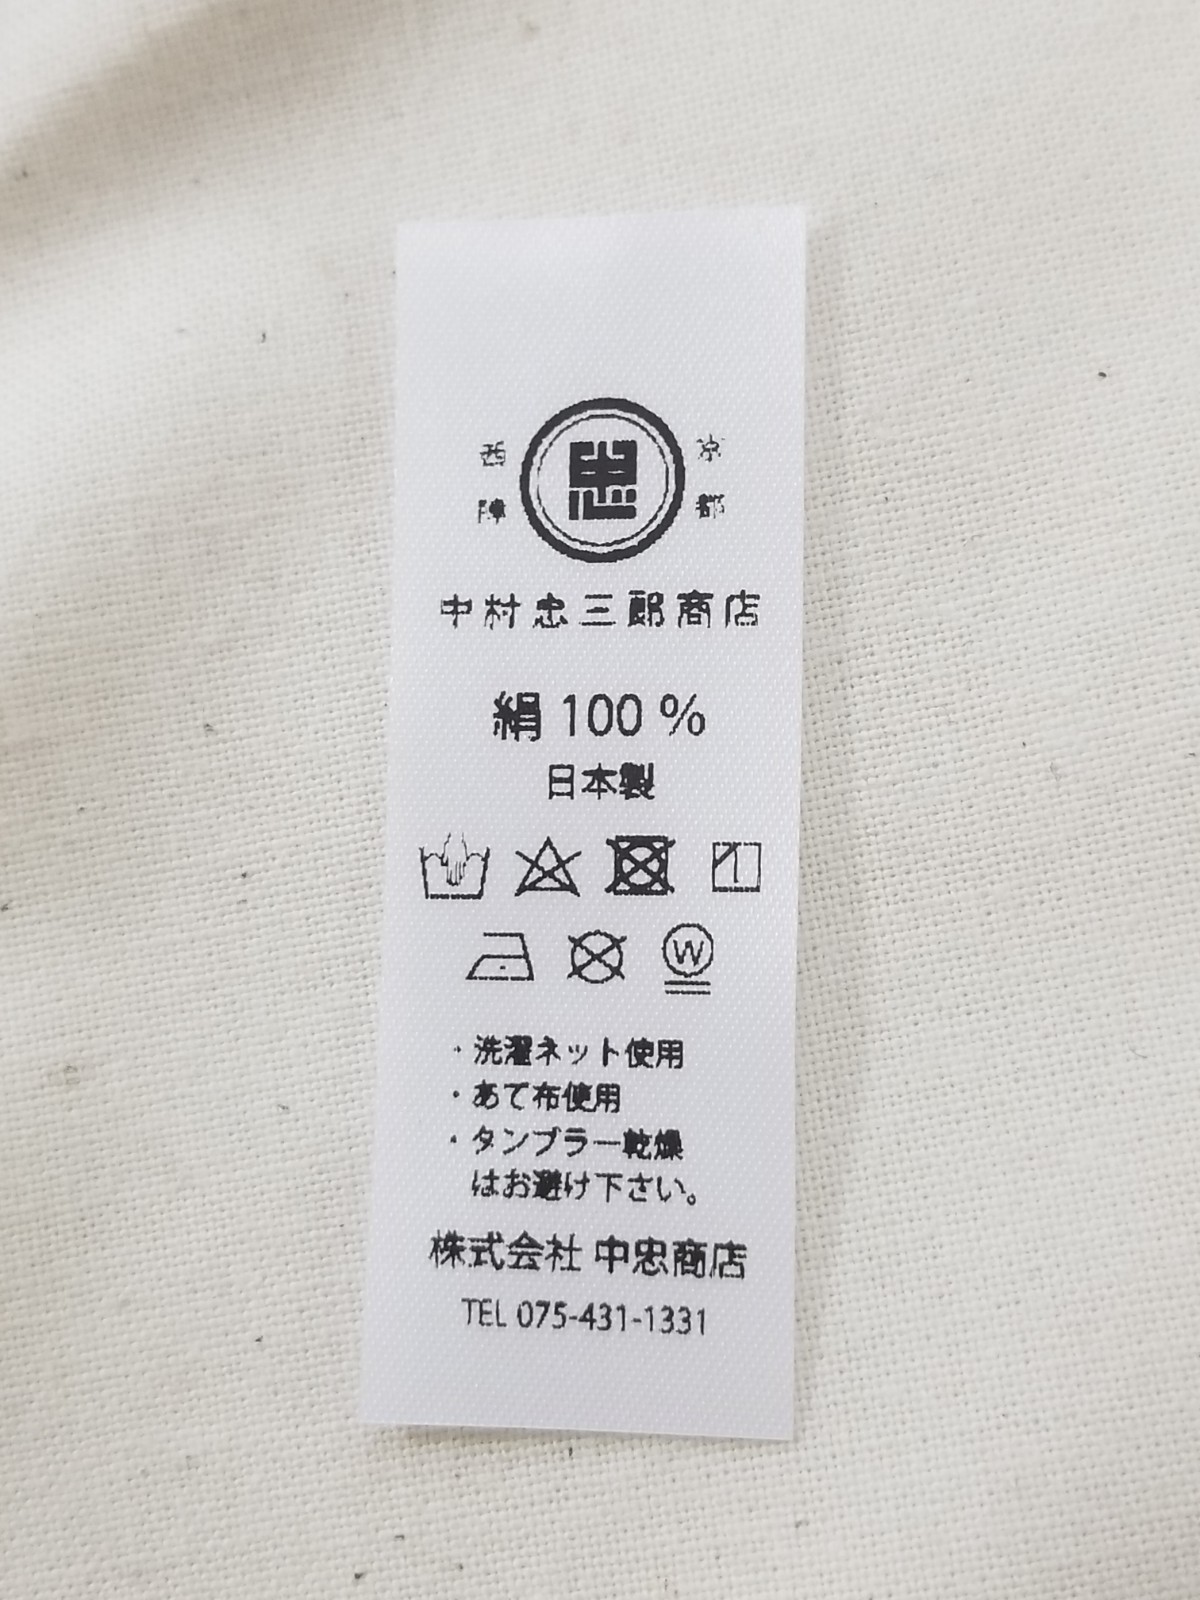 京都
西陣
忠
中村忠三郎商店
絹 100 %
日本製
W
・洗濯ネット使用
・あて布使用
・タンブラー乾燥
はお避け下さい。
株式会社 中忠商店
TEL 075-431-1331